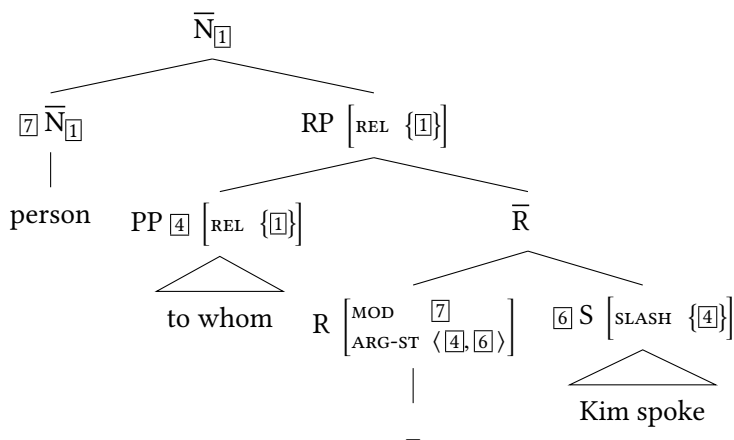 N̅[1]
[7] N̅[1] RP [REL {[1]}]
person PP [4] [REL {[1]}] R̅
to whom R [MOD [7] ARG-ST ⟨[4], [6]⟩] [6] S [SLASH {[4]}]
Kim spoke